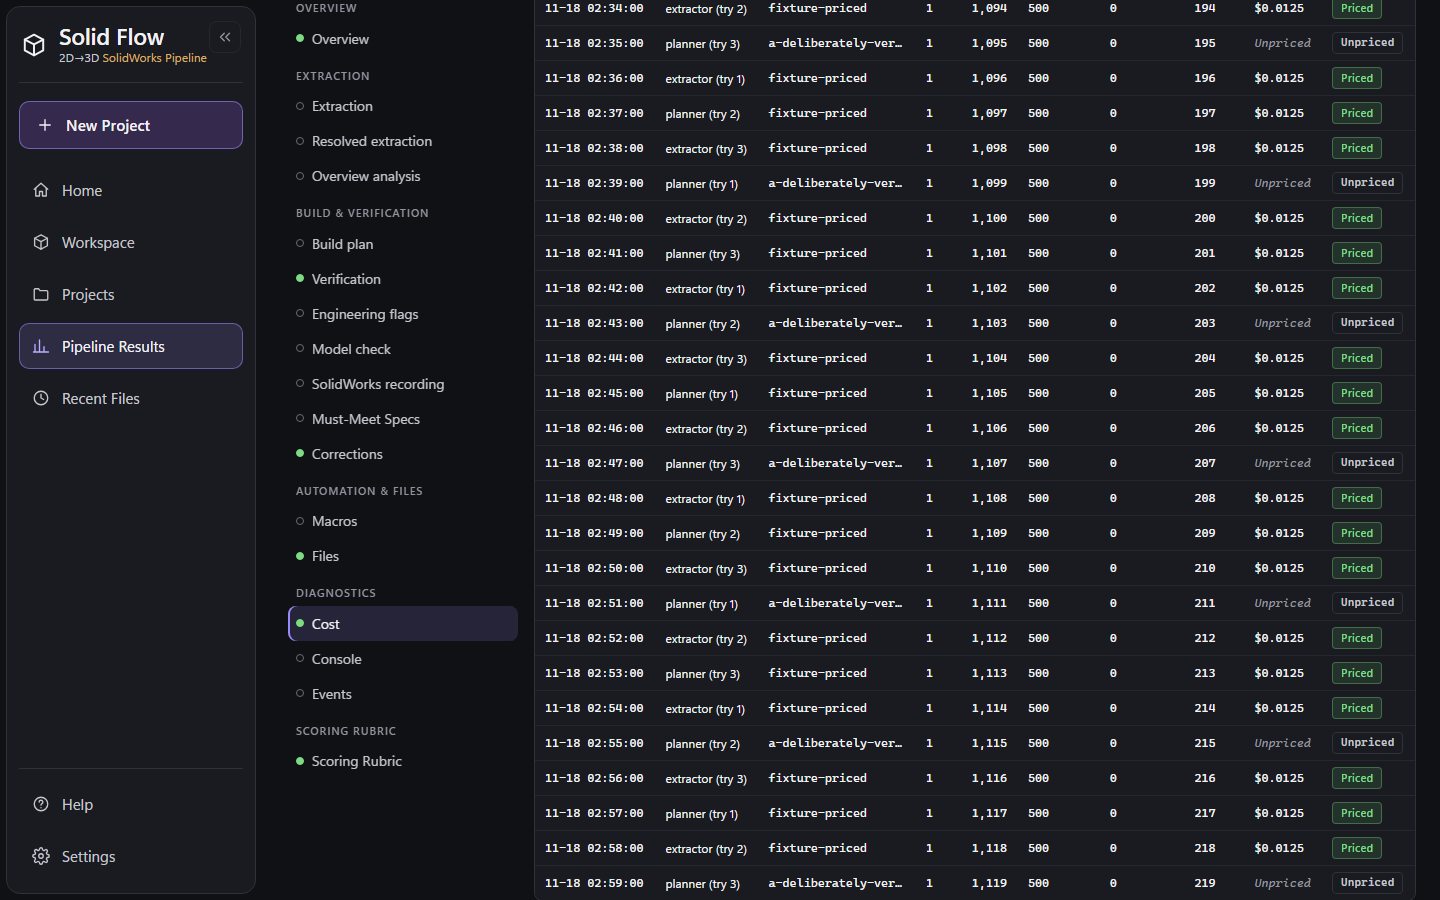 Solid Flow
2D→3D SolidWorks Pipeline
New Project
Home
Workspace
Projects
Pipeline Results
Recent Files
Help
Settings
OVERVIEW
Overview
EXTRACTION
Extraction
Resolved extraction
Overview analysis
BUILD & VERIFICATION
Build plan
Verification
Engineering flags
Model check
SolidWorks recording
Must-Meet Specs
Corrections
AUTOMATION & FILES
Macros
Files
DIAGNOSTICS
Cost
Console
Events
SCORING RUBRIC
Scoring Rubric
11-18 02:34:00 extractor (try 2) fixture-priced 1 1,094 500 0 194 $0.0125 Priced
11-18 02:35:00 planner (try 3) a-deliberately-ver… 1 1,095 500 0 195 Unpriced Unpriced
11-18 02:36:00 extractor (try 1) fixture-priced 1 1,096 500 0 196 $0.0125 Priced
11-18 02:37:00 planner (try 2) fixture-priced 1 1,097 500 0 197 $0.0125 Priced
11-18 02:38:00 extractor (try 3) fixture-priced 1 1,098 500 0 198 $0.0125 Priced
11-18 02:39:00 planner (try 1) a-deliberately-ver… 1 1,099 500 0 199 Unpriced Unpriced
11-18 02:40:00 extractor (try 2) fixture-priced 1 1,100 500 0 200 $0.0125 Priced
11-18 02:41:00 planner (try 3) fixture-priced 1 1,101 500 0 201 $0.0125 Priced
11-18 02:42:00 extractor (try 1) fixture-priced 1 1,102 500 0 202 $0.0125 Priced
11-18 02:43:00 planner (try 2) a-deliberately-ver… 1 1,103 500 0 203 Unpriced Unpriced
11-18 02:44:00 extractor (try 3) fixture-priced 1 1,104 500 0 204 $0.0125 Priced
11-18 02:45:00 planner (try 1) fixture-priced 1 1,105 500 0 205 $0.0125 Priced
11-18 02:46:00 extractor (try 2) fixture-priced 1 1,106 500 0 206 $0.0125 Priced
11-18 02:47:00 planner (try 3) a-deliberately-ver… 1 1,107 500 0 207 Unpriced Unpriced
11-18 02:48:00 extractor (try 1) fixture-priced 1 1,108 500 0 208 $0.0125 Priced
11-18 02:49:00 planner (try 2) fixture-priced 1 1,109 500 0 209 $0.0125 Priced
11-18 02:50:00 extractor (try 3) fixture-priced 1 1,110 500 0 210 $0.0125 Priced
11-18 02:51:00 planner (try 1) a-deliberately-ver… 1 1,111 500 0 211 Unpriced Unpriced
11-18 02:52:00 extractor (try 2) fixture-priced 1 1,112 500 0 212 $0.0125 Priced
11-18 02:53:00 planner (try 3) fixture-priced 1 1,113 500 0 213 $0.0125 Priced
11-18 02:54:00 extractor (try 1) fixture-priced 1 1,114 500 0 214 $0.0125 Priced
11-18 02:55:00 planner (try 2) a-deliberately-ver… 1 1,115 500 0 215 Unpriced Unpriced
11-18 02:56:00 extractor (try 3) fixture-priced 1 1,116 500 0 216 $0.0125 Priced
11-18 02:57:00 planner (try 1) fixture-priced 1 1,117 500 0 217 $0.0125 Priced
11-18 02:58:00 extractor (try 2) fixture-priced 1 1,118 500 0 218 $0.0125 Priced
11-18 02:59:00 planner (try 3) a-deliberately-ver… 1 1,119 500 0 219 Unpriced Unpriced